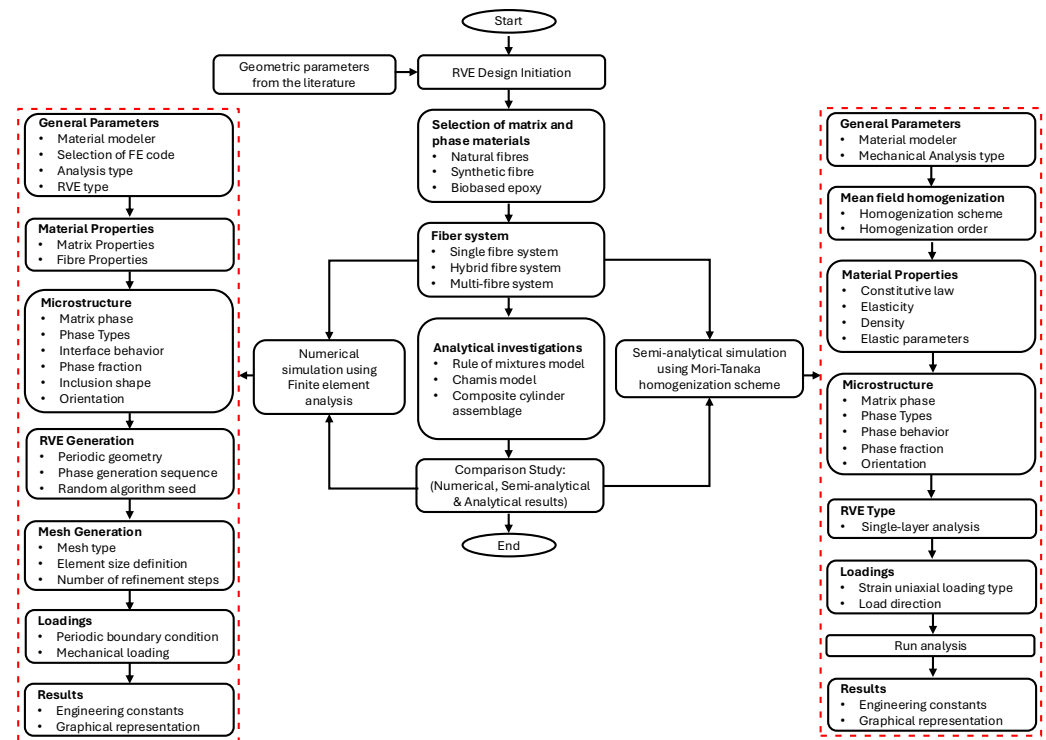 Start
Geometric parameters
from the literature
RVE Design Initiation
Selection of matrix and
phase materials
• Natural fibres
• Synthetic fibre
• Biobased epoxy
Fiber system
• Single fibre system
• Hybrid fibre system
• Multi-fibre system
Numerical
simulation using
Finite element
analysis
Analytical investigations
• Rule of mixtures model
• Chamis model
• Composite cylinder
assemblage
Semi-analytical simulation
using Mori-Tanaka
homogenization scheme
Comparison Study:
(Numerical, Semi-analytical
& Analytical results)
End
General Parameters
• Material modeler
• Selection of FE code
• Analysis type
• RVE type
Material Properties
• Matrix Properties
• Fibre Properties
Microstructure
• Matrix phase
• Phase Types
• Interface behavior
• Phase fraction
• Inclusion shape
• Orientation
RVE Generation
• Periodic geometry
• Phase generation sequence
• Random algorithm seed
Mesh Generation
• Mesh type
• Element size definition
• Number of refinement steps
Loadings
• Periodic boundary condition
• Mechanical loading
Results
• Engineering constants
• Graphical representation
General Parameters
• Material modeler
• Mechanical Analysis type
Mean field homogenization
• Homogenization scheme
• Homogenization order
Material Properties
• Constitutive law
• Elasticity
• Density
• Elastic parameters
Microstructure
• Matrix phase
• Phase Types
• Phase behavior
• Phase fraction
• Orientation
RVE Type
• Single-layer analysis
Loadings
• Strain uniaxial loading type
• Load direction
Run analysis
Results
• Engineering constants
• Graphical representation